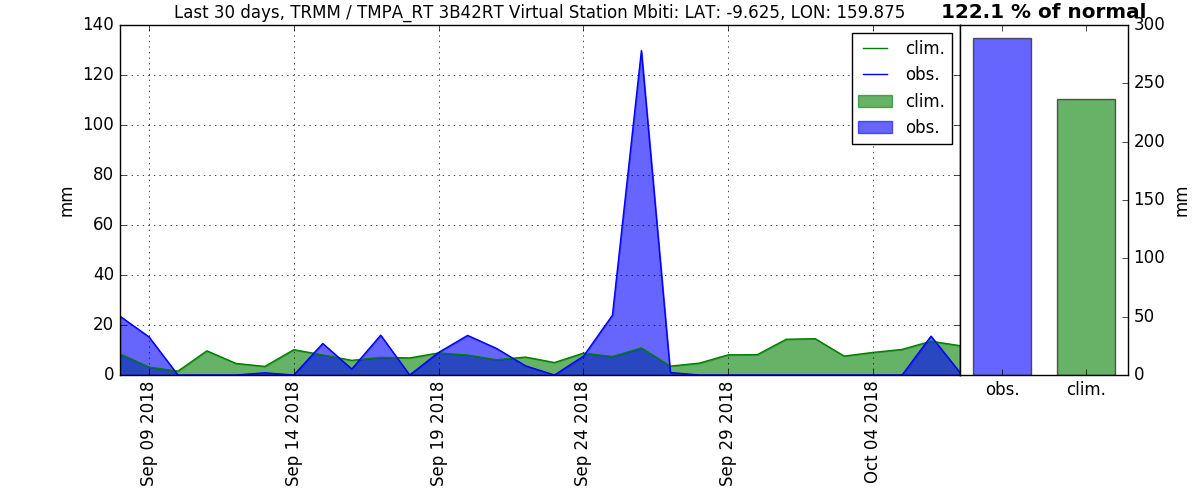 Last 30 days, TRMM / TMPA_RT 3B42RT Virtual Station Mbiti: LAT: -9.625, LON: 159.875
122.1 % of normal
140
120
100
80
60
40
20
0
mm
clim.
obs.
clim.
obs.
Sep 09 2018
Sep 14 2018
Sep 19 2018
Sep 24 2018
Sep 29 2018
Oct 04 2018
300
250
200
150
100
50
0
mm
obs.
clim.